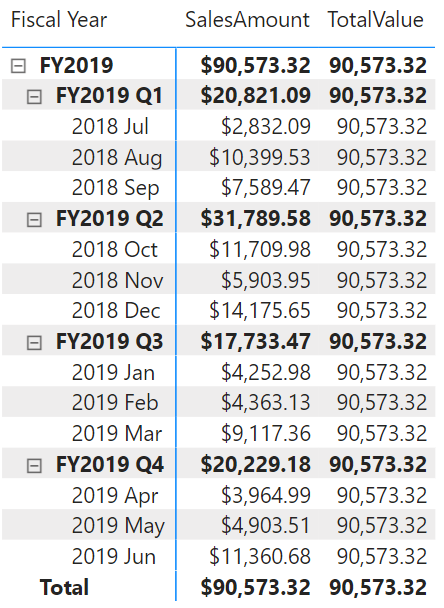 Fiscal Year SalesAmount TotalValue
FY2019 $90,573.32 90,573.32
FY2019 Q1 $20,821.09 90,573.32
2018 Jul $2,832.09 90,573.32
2018 Aug $10,399.53 90,573.32
2018 Sep $7,589.47 90,573.32
FY2019 Q2 $31,789.58 90,573.32
2018 Oct $11,709.98 90,573.32
2018 Nov $5,903.95 90,573.32
2018 Dec $14,175.65 90,573.32
FY2019 Q3 $17,733.47 90,573.32
2019 Jan $4,252.98 90,573.32
2019 Feb $4,363.13 90,573.32
2019 Mar $9,117.36 90,573.32
FY2019 Q4 $20,229.18 90,573.32
2019 Apr $3,964.99 90,573.32
2019 May $4,903.51 90,573.32
2019 Jun $11,360.68 90,573.32
Total $90,573.32 90,573.32